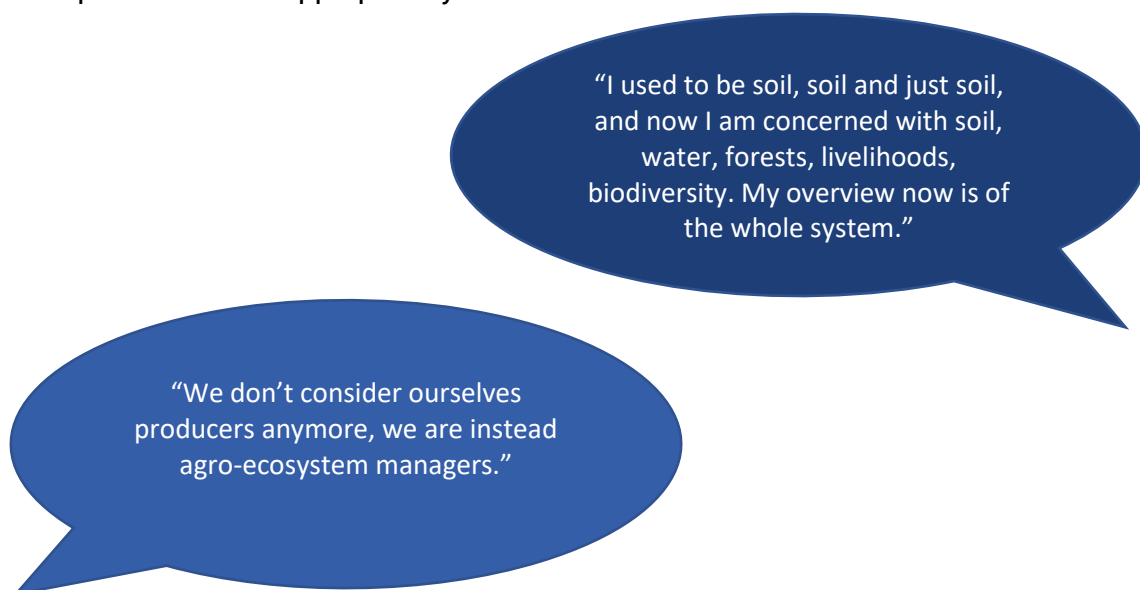 “I used to be soil, soil and just soil,
and now I am concerned with soil,
water, forests, livelihoods,
biodiversity. My overview now is of
the whole system.”
“We don’t consider ourselves
producers anymore, we are instead
agro-ecosystem managers.”